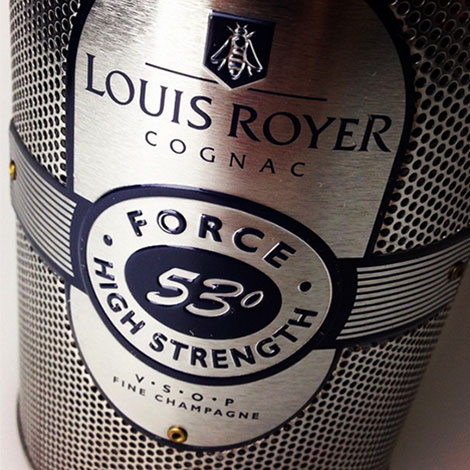 LOUIS ROYER
COGNAC
FORCE
53°
• HIGH STRENGTH •
V•S•O•P
FINE CHAMPAGNE